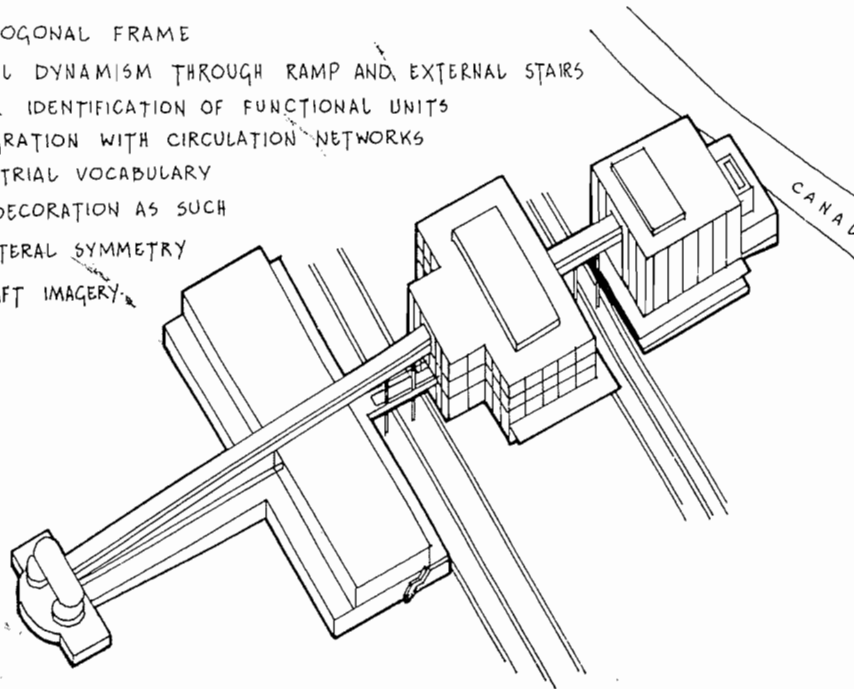 OGONAL FRAME
L DYNAMISM THROUGH RAMP AND EXTERNAL STAIRS
IDENTIFICATION OF FUNCTIONAL UNITS
RATION WITH CIRCULATION NETWORKS
TRIAL VOCABULARY
DECORATION AS SUCH
TERAL SYMMETRY
FT IMAGERY.
CANAL